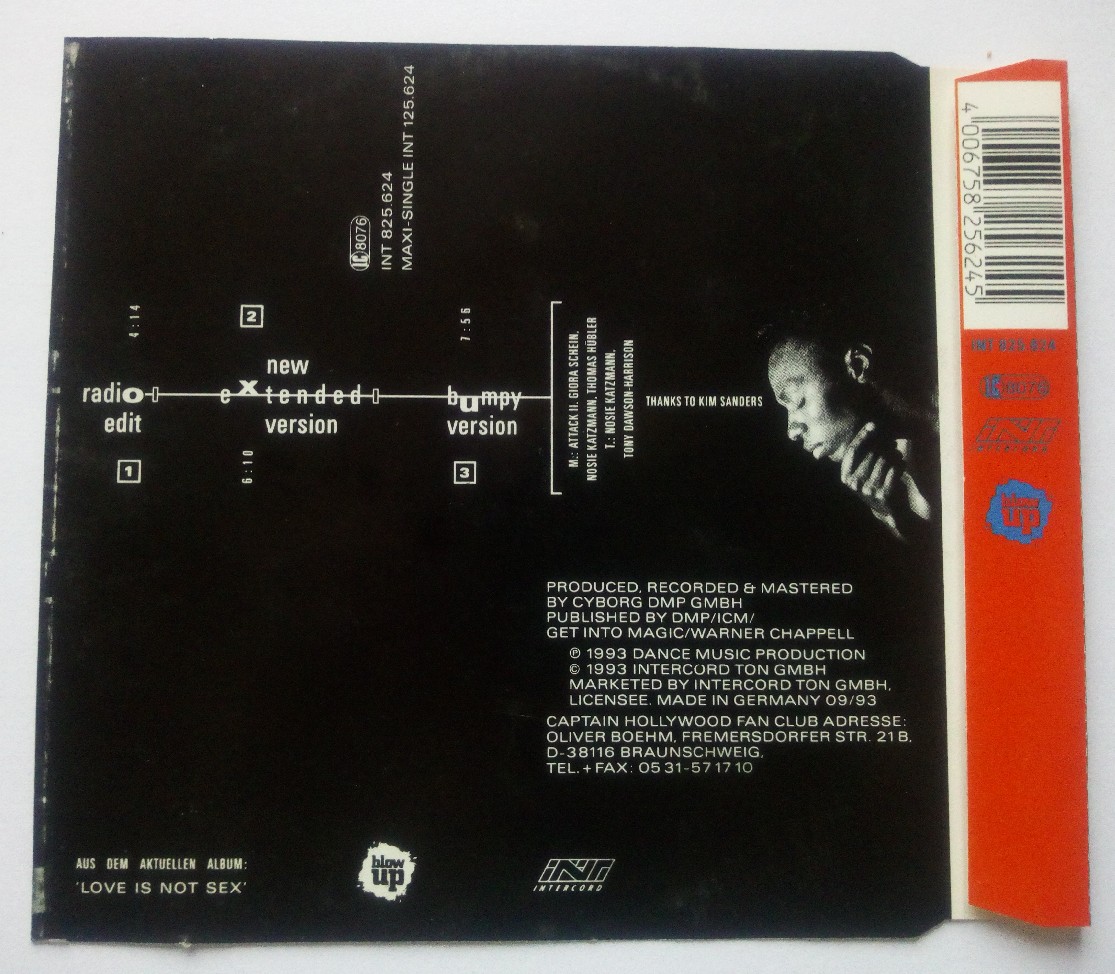 LC 8076
INT 825.624
MAXI-SINGLE INT 125.624
4:14
radio
edit
1
2
new
extended
version
6:10
7:56
bumpy
version
3
M.: ATTACK II. GIORA SCHEIN.
NOSIE KATZMANN, THOMAS HÜBLER
T.: NOSIE KATZMANN,
TONY DAWSON-HARRISON
THANKS TO KIM SANDERS
PRODUCED, RECORDED & MASTERED
BY CYBORG DMP GMBH
PUBLISHED BY DMP/ICM/
GET INTO MAGIC/WARNER CHAPPELL
℗ 1993 DANCE MUSIC PRODUCTION
© 1993 INTERCORD TON GMBH
MARKETED BY INTERCORD TON GMBH,
LICENSEE. MADE IN GERMANY 09/93
CAPTAIN HOLLYWOOD FAN CLUB ADRESSE:
OLIVER BOEHM, FREMERSDORFER STR. 21 B,
D-38116 BRAUNSCHWEIG,
TEL. + FAX: 05 31-57 17 10
AUS DEM AKTUELLEN ALBUM:
'LOVE IS NOT SEX'
blow
up
INT
INTERCORD
4 006758 256245
INT 825.624
LC 8076
INT
INTERCORD
blow
up